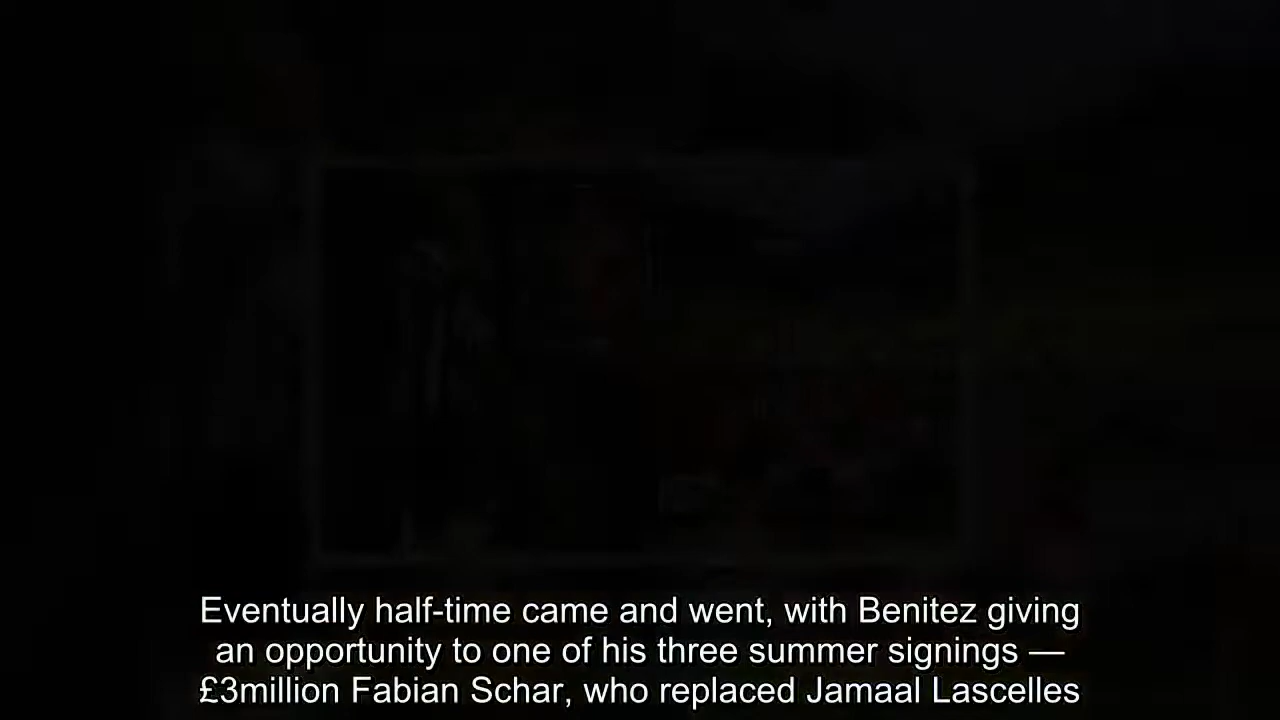 Eventually half-time came and went, with Benitez giving
an opportunity to one of his three summer signings —
£3million Fabian Schar, who replaced Jamaal Lascelles